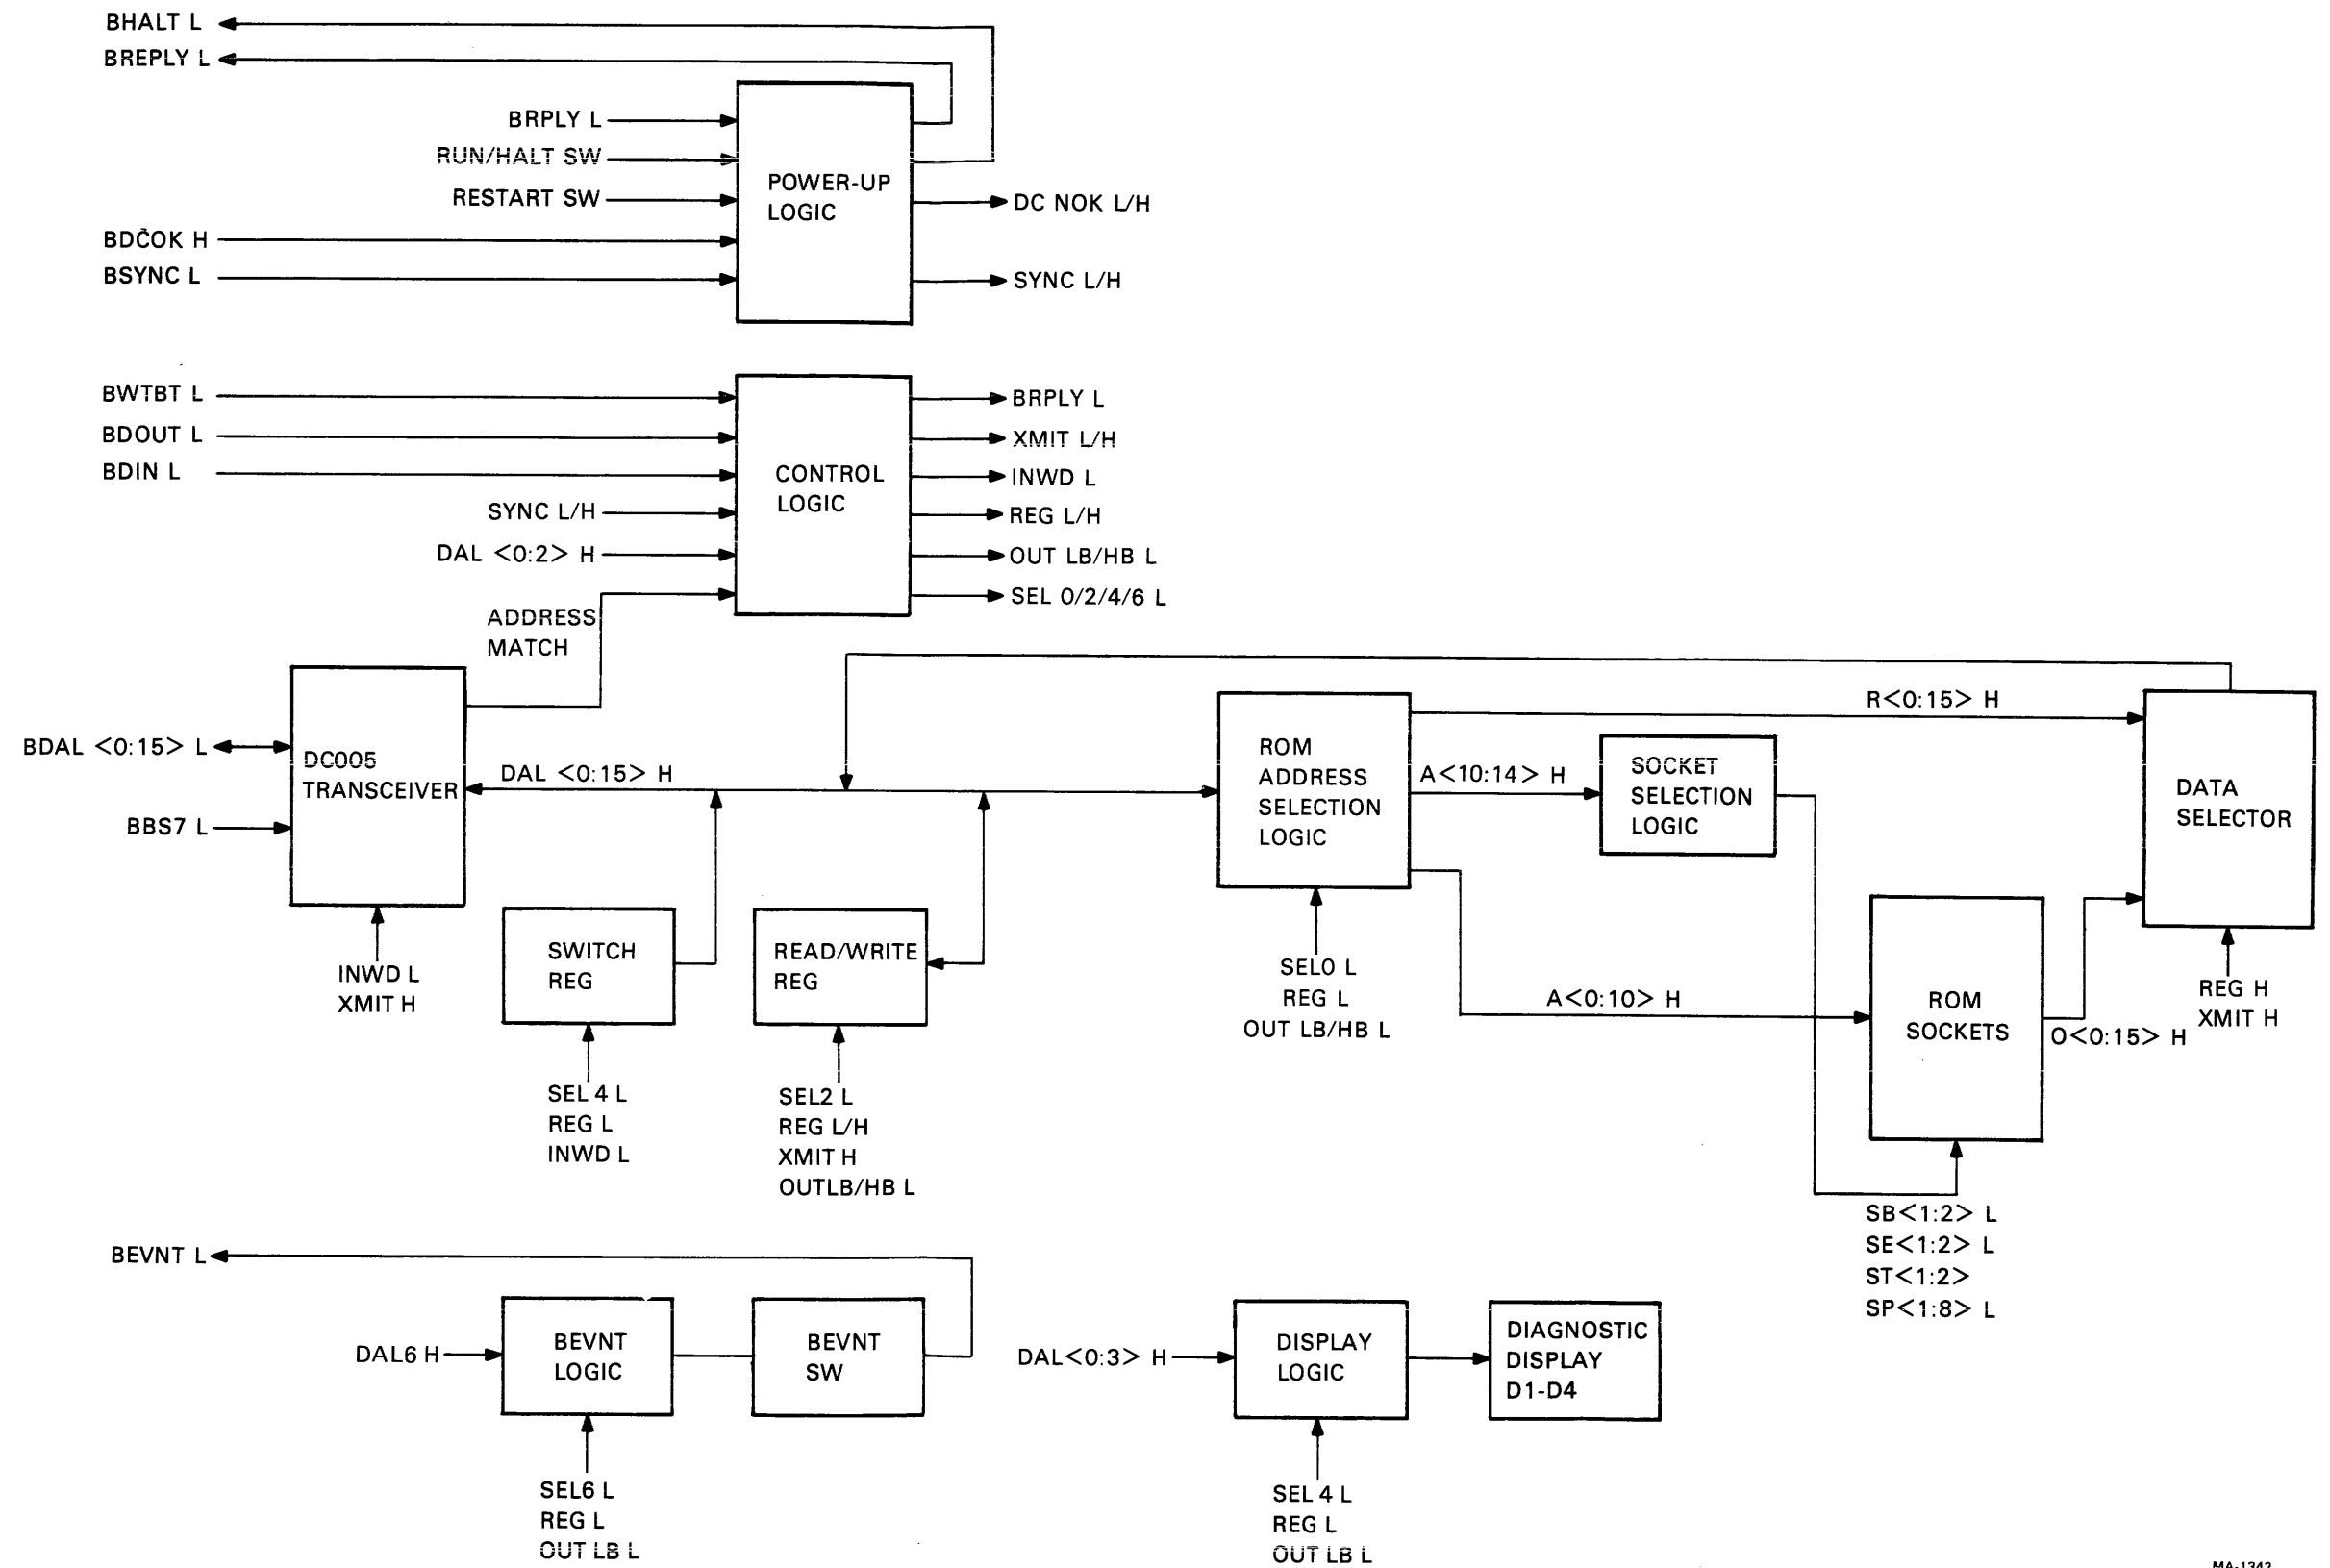 BHALT L
BREPLY L
BRPLY L
RUN/HALT SW
RESTART SW
BDCOK H
BSYNC L
POWER-UP
LOGIC
DC NOK L/H
SYNC L/H
BWTBT L
BDOUT L
BDIN L
SYNC L/H
DAL <0:2> H
ADDRESS
MATCH
CONTROL
LOGIC
BRPLY L
XMIT L/H
INWD L
REG L/H
OUT LB/HB L
SEL 0/2/4/6 L
BDAL <0:15> L
BBS7 L
DC005
TRANSCEIVER
INWD L
XMIT H
DAL <0:15> H
SWITCH
REG
SEL 4 L
REG L
INWD L
READ/WRITE
REG
SEL2 L
REG L/H
XMIT H
OUTLB/HB L
ROM
ADDRESS
SELECTION
LOGIC
SEL0 L
REG L
OUT LB/HB L
R<0:15> H
A<10:14> H
SOCKET
SELECTION
LOGIC
A<0:10> H
ROM
SOCKETS
O<0:15> H
SB<1:2> L
SE<1:2> L
ST<1:2>
SP<1:8> L
DATA
SELECTOR
REG H
XMIT H
BEVNT L
DAL6 H
BEVNT
LOGIC
SEL6 L
REG L
OUT LB L
BEVNT
SW
DAL<0:3> H
DISPLAY
LOGIC
SEL 4 L
REG L
OUT LB L
DIAGNOSTIC
DISPLAY
D1-D4
MA-1342